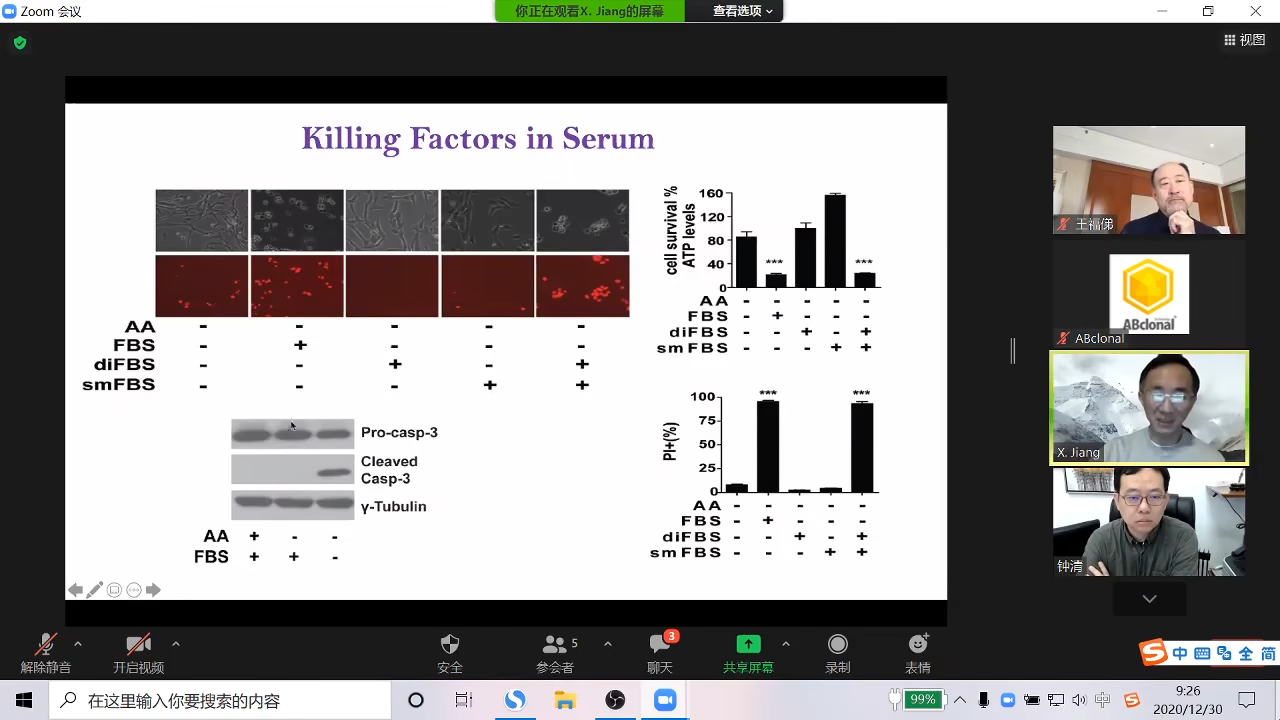 Zoom 会议
你正在观看X. Jiang的屏幕
查看选项
视图
Killing Factors in Serum
AA - - - - -
FBS - + - - -
diFBS - - + - +
smFBS - - - + +
Pro-casp-3
Cleaved
Casp-3
γ-Tubulin
AA + - -
FBS + + -
cell survival %
ATP levels
160
120
80
40
0
*** ***
AA - - - - -
FBS - + - - -
diFBS - - + - +
smFBS - - - + +
PI+(%)
100
75
50
25
0
*** ***
AA - - - - -
FBS - + - - -
diFBS - - + - +
smFBS - - - + +
王福俤
ABclonal
ABclonal
X. Jiang
钟清
解除静音
开启视频
安全
5
参会者
3
聊天
共享屏幕
录制
表情
S 中 全 简
在这里输入你要搜索的内容
99%
中
9:26
2020/12/30